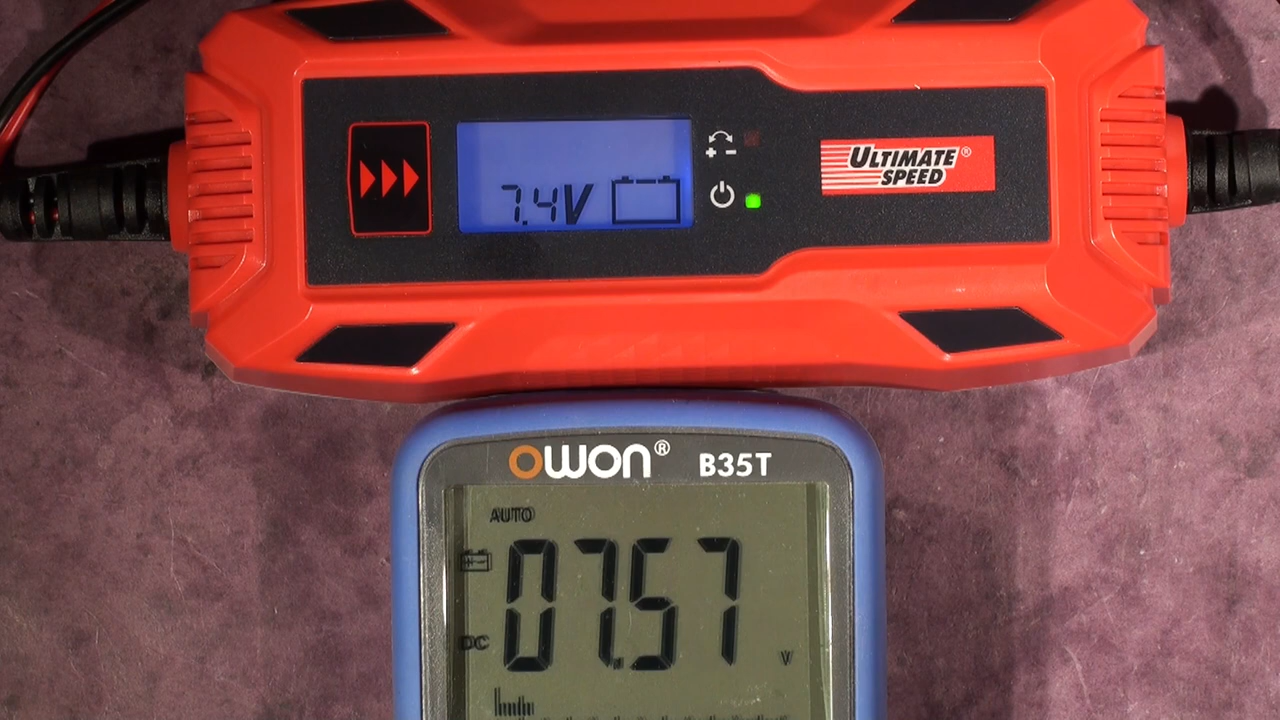 7.4V
+ -
ULTIMATE
SPEED®
OWON® B35T
AUTO
07.57
DC
V